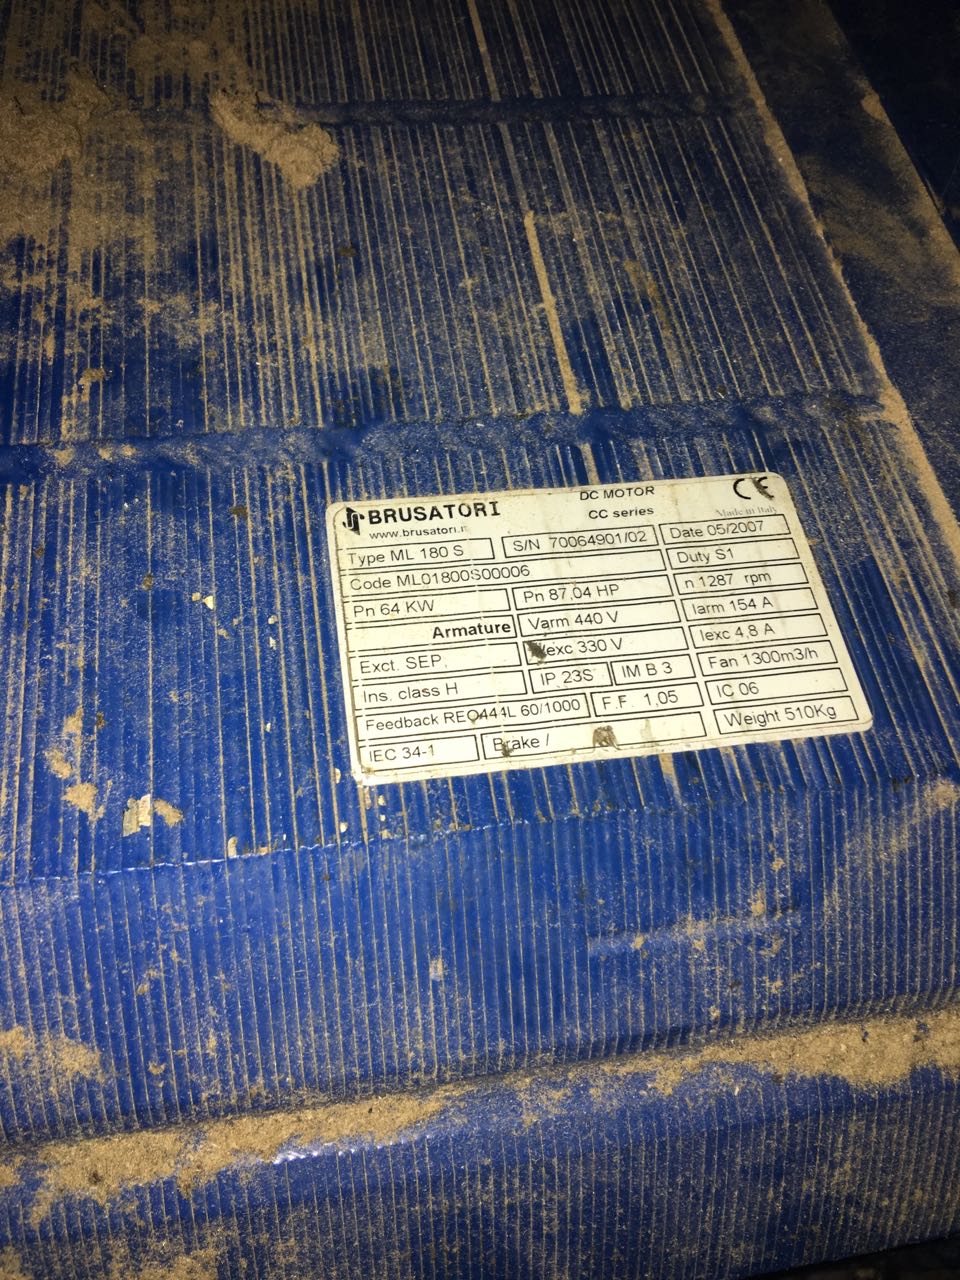 BRUSATORI
DC MOTOR
CE
www.brusatori.it
CC series
Made in Italy
Type ML 180 S
S/N 70064901/02
Date 05/2007
Code ML01800S00006
Duty S1
Pn 64 KW
Pn 87,04 HP
n 1287 rpm
Armature
Varm 440 V
Iarm 154 A
Exct. SEP.
Vexc 330 V
Iexc 4,8 A
Ins. class H
IP 23S
IM B 3
Fan 1300m3/h
Feedback REO444L 60/1000
F.F. 1,05
IC 06
IEC 34-1
Brake /
Weight 510Kg